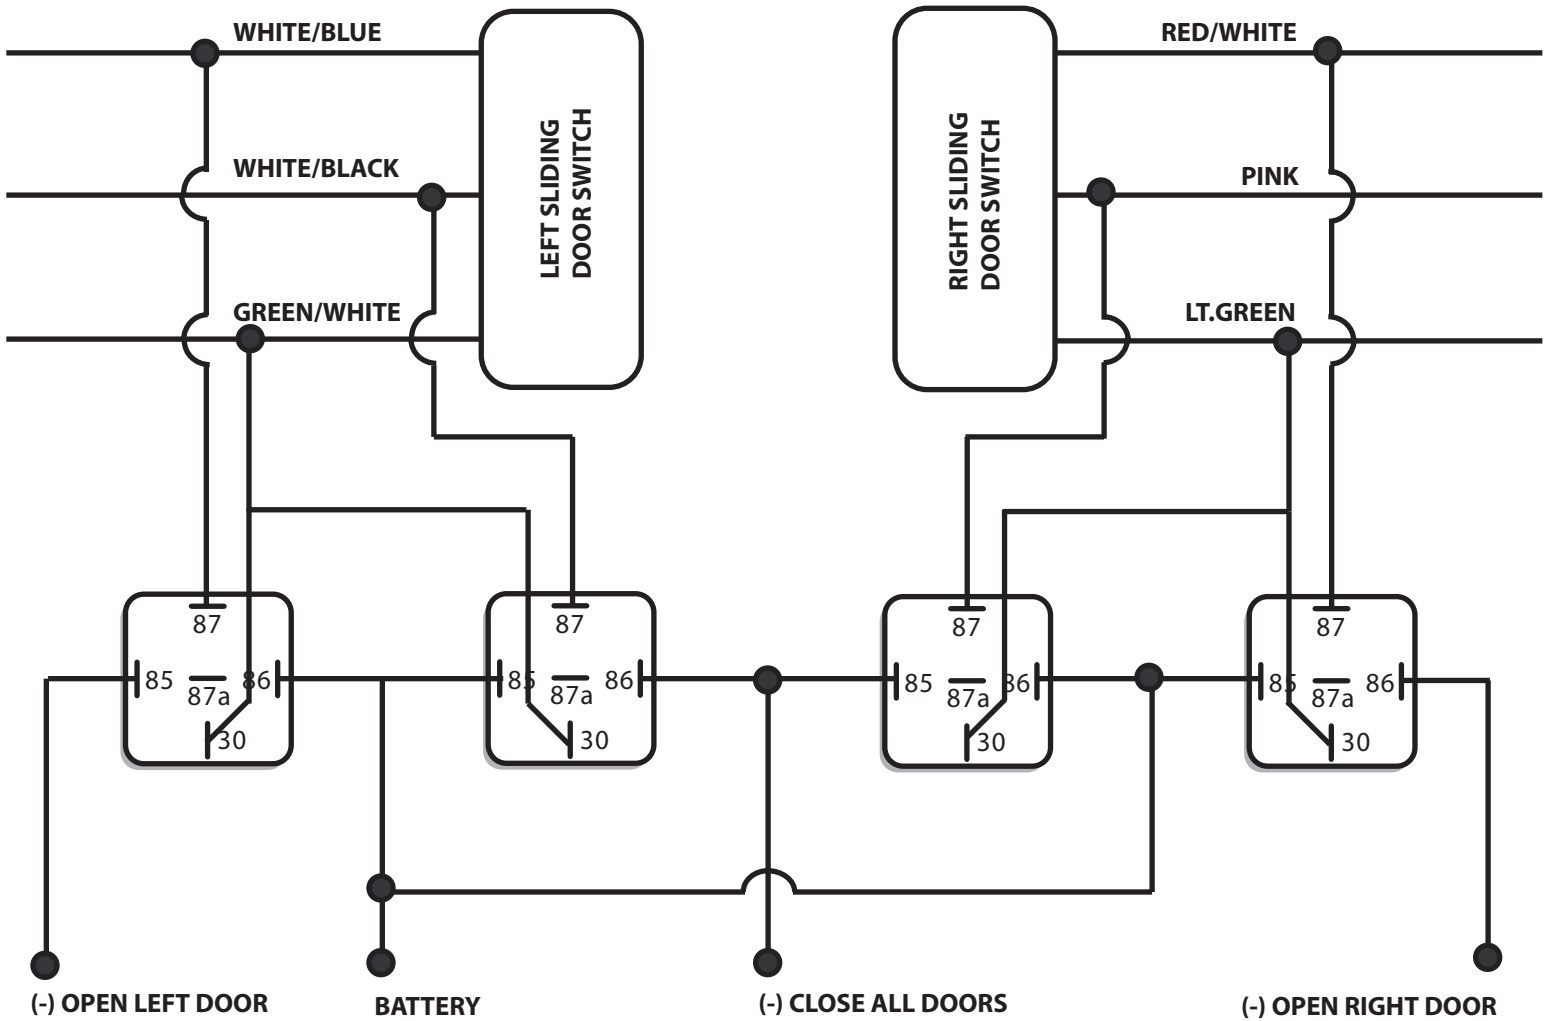 WHITE/BLUE
RED/WHITE
WHITE/BLACK
PINK
GREEN/WHITE
LT.GREEN
LEFT SLIDING
DOOR SWITCH
RIGHT SLIDING
DOOR SWITCH
87
85
87a
86
30
87
85
87a
86
30
87
85
87a
86
30
87
85
87a
86
30
(-) OPEN LEFT DOOR
BATTERY
(-) CLOSE ALL DOORS
(-) OPEN RIGHT DOOR